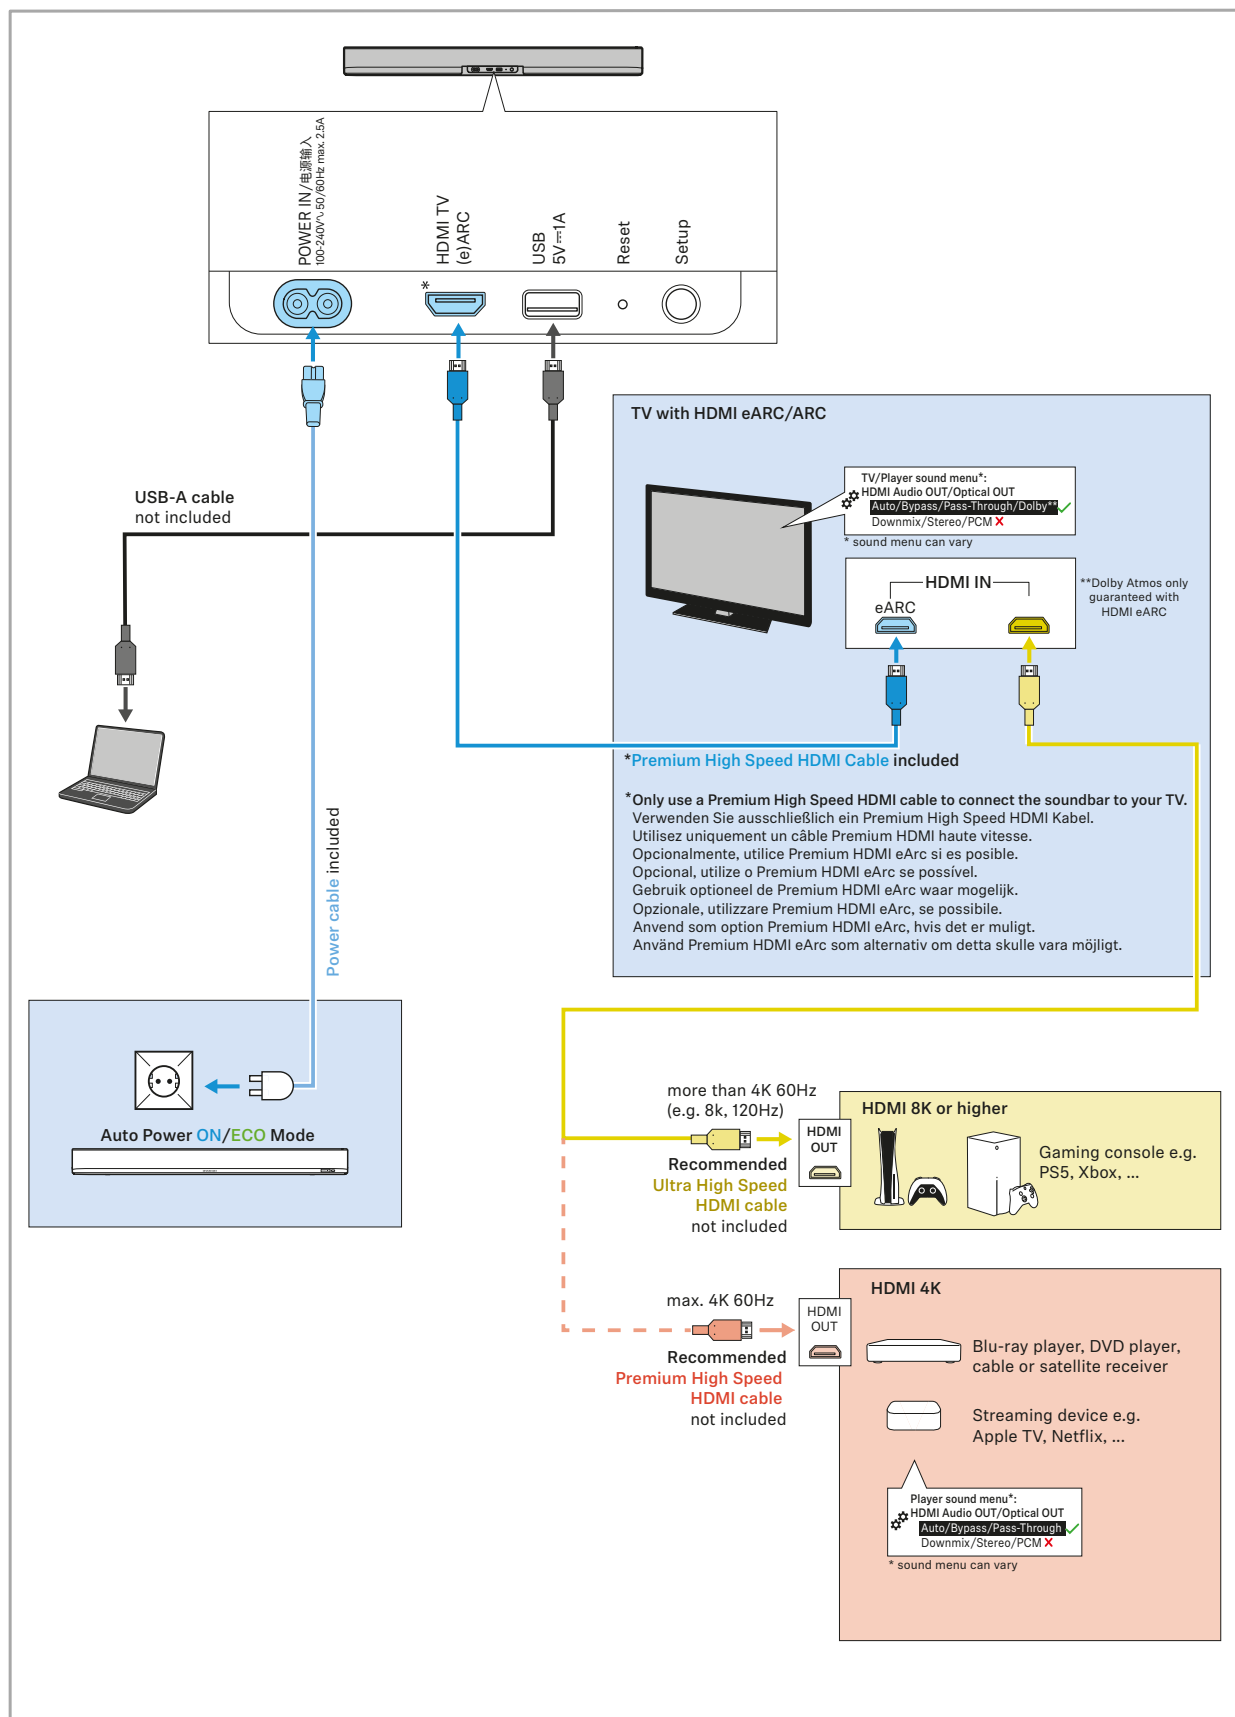 POWER IN/电源输入
100-240V∿ 50/60Hz max. 2.5A
HDMI TV
(e)ARC
USB
5V⎓1A
Reset
Setup
*
USB-A cable
not included
Power cable included
Auto Power ON/ECO Mode
TV with HDMI eARC/ARC
TV/Player sound menu*:
HDMI Audio OUT/Optical OUT
Auto/Bypass/Pass-Through/Dolby**
Downmix/Stereo/PCM
* sound menu can vary
HDMI IN
eARC
**Dolby Atmos only
guaranteed with
HDMI eARC
*Premium High Speed HDMI Cable included
*Only use a Premium High Speed HDMI cable to connect the soundbar to your TV.
Verwenden Sie ausschließlich ein Premium High Speed HDMI Kabel.
Utilisez uniquement un câble Premium HDMI haute vitesse.
Opcionalmente, utilice Premium HDMI eArc si es posible.
Opcional, utilize o Premium HDMI eArc se possível.
Gebruik optioneel de Premium HDMI eArc waar mogelijk.
Opzionale, utilizzare Premium HDMI eArc, se possibile.
Anvend som option Premium HDMI eArc, hvis det er muligt.
Använd Premium HDMI eArc som alternativ om detta skulle vara möjligt.
more than 4K 60Hz
(e.g. 8k, 120Hz)
Recommended
Ultra High Speed
HDMI cable
not included
HDMI
OUT
HDMI 8K or higher
Gaming console e.g.
PS5, Xbox, ...
max. 4K 60Hz
Recommended
Premium High Speed
HDMI cable
not included
HDMI
OUT
HDMI 4K
Blu-ray player, DVD player,
cable or satellite receiver
Streaming device e.g.
Apple TV, Netflix, ...
Player sound menu*:
HDMI Audio OUT/Optical OUT
Auto/Bypass/Pass-Through
Downmix/Stereo/PCM
* sound menu can vary